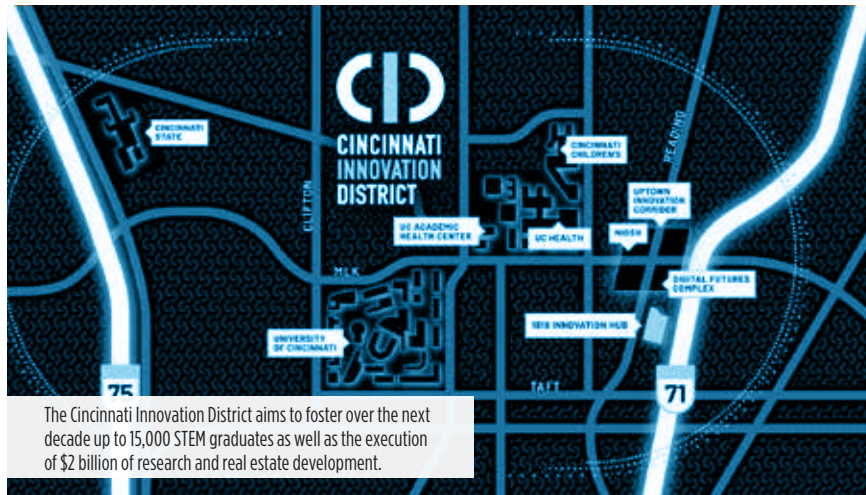 CINCINNATI
INNOVATION
DISTRICT
CINCINNATI
STATE
CLIFTON
CINCINNATI
CHILDREN'S
READING
UPTOWN
INNOVATION
CORRIDOR
UC ACADEMIC
HEALTH CENTER
UC HEALTH
NIOSH
MLK
DIGITAL FUTURES
COMPLEX
UNIVERSITY
OF CINCINNATI
1819 INNOVATION HUB
TAFT
75
71
The Cincinnati Innovation District aims to foster over the next
decade up to 15,000 STEM graduates as well as the execution
of $2 billion of research and real estate development.